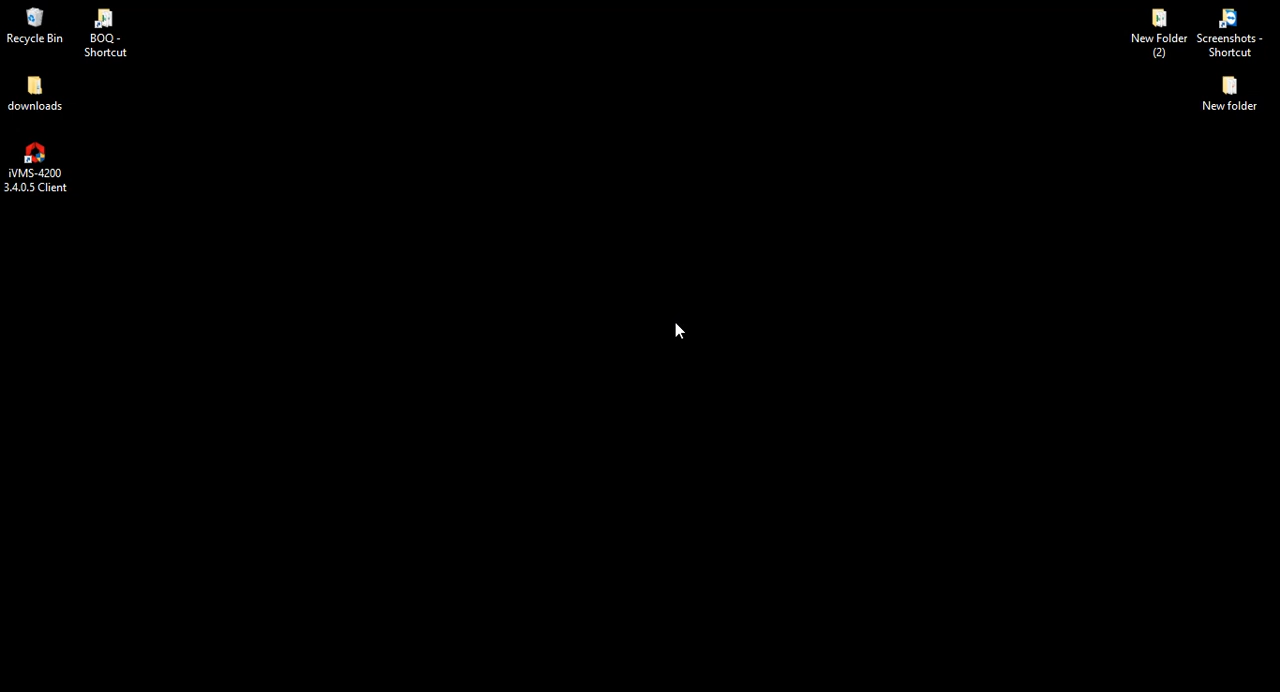 Recycle Bin
BOQ -
Shortcut
New Folder
(2)
Screenshots -
Shortcut
downloads
New folder
iVMS-4200
3.4.0.5 Client